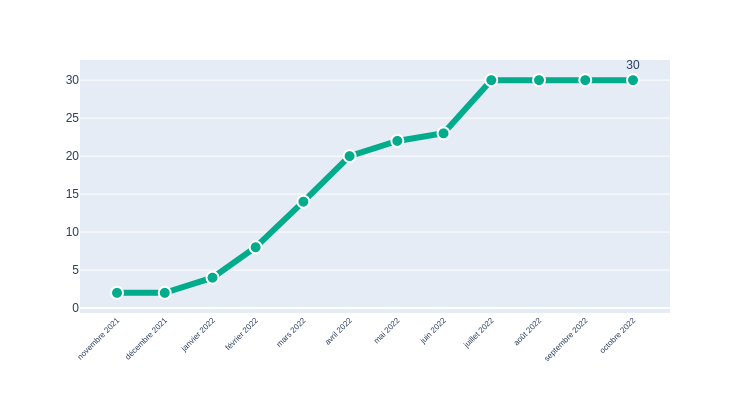 30
30
25
20
15
10
5
0
novembre 2021
décembre 2021
janvier 2022
février 2022
mars 2022
avril 2022
mai 2022
juin 2022
juillet 2022
août 2022
septembre 2022
octobre 2022